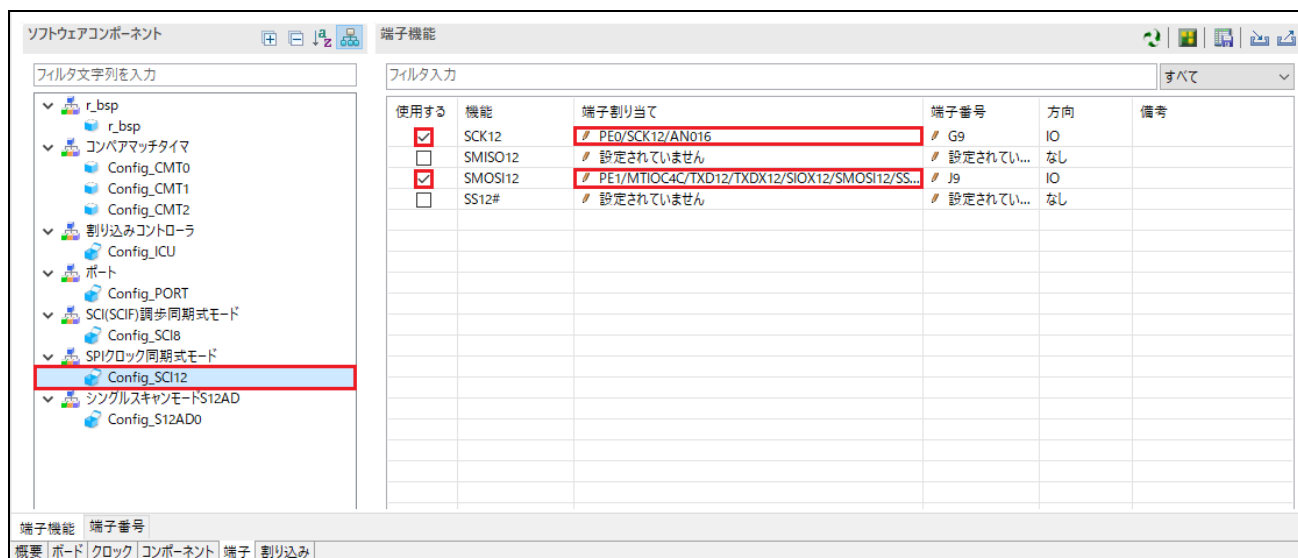 ソフトウェアコンポーネント
フィルタ文字列を入力
r_bsp
r_bsp
コンペアマッチタイマ
Config_CMT0
Config_CMT1
Config_CMT2
割り込みコントローラ
Config_ICU
ポート
Config_PORT
SCI(SCIF)調歩同期式モード
Config_SCI8
SPIクロック同期式モード
Config_SCI12
シングルスキャンモードS12AD
Config_S12AD0
端子機能
フィルタ入力 すべて
使用する 機能 端子割り当て 端子番号 方向 備考
SCK12 PE0/SCK12/AN016 G9 IO
SMISO12 設定されていません 設定されてい... なし
SMOSI12 PE1/MTIOC4C/TXD12/TXDX12/SIOX12/SMOSI12/SS... J9 IO
SS12# 設定されていません 設定されてい... なし
端子機能 端子番号
概要 ボード クロック コンポーネント 端子 割り込み